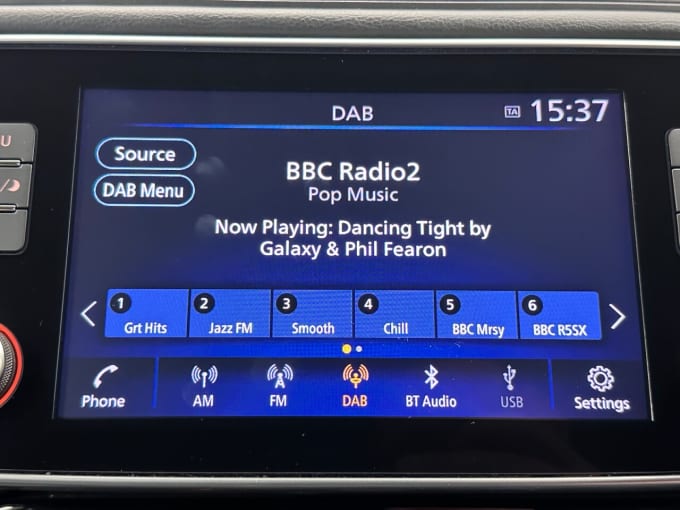 DAB
TA 15:37
Source
DAB Menu
BBC Radio2
Pop Music
Now Playing: Dancing Tight by
Galaxy & Phil Fearon
1 Grt Hits
2 Jazz FM
3 Smooth
4 Chill
5 BBC Mrsy
6 BBC R5SX
Phone
AM
FM
DAB
BT Audio
USB
Settings